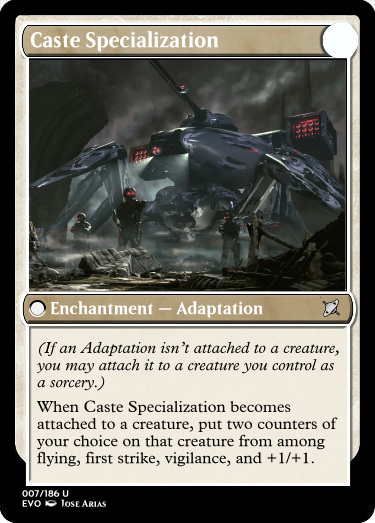 Caste Specialization
Enchantment — Adaptation
(If an Adaptation isn't attached to a creature,
you may attach it to a creature you control as
a sorcery.)
When Caste Specialization becomes
attached to a creature, put two counters of
your choice on that creature from among
flying, first strike, vigilance, and +1/+1.
007/186 U
EVO Jose Arias